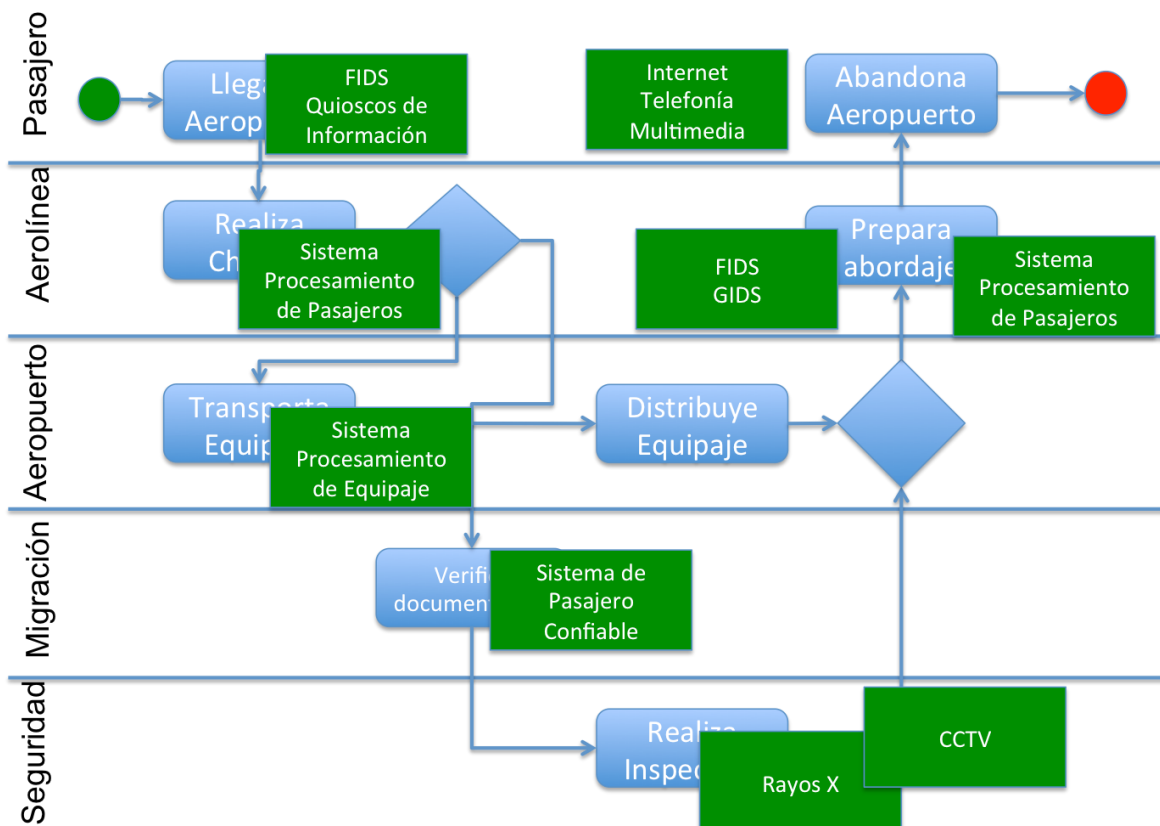 Pasajero
Llega
Aerop
FIDS
Quioscos de
Información
Internet
Telefonía
Multimedia
Abandona
Aeropuerto
Aerolínea
Realiza
Ch
Sistema
Procesamiento
de Pasajeros
FIDS
GIDS
Prepara
abordaje
Sistema
Procesamiento
de Pasajeros
Aeropuerto
Transporta
Equip
Sistema
Procesamiento
de Equipaje
Distribuye
Equipaje
Migración
Verifi
document
Sistema de
Pasajero
Confiable
Seguridad
Realiza
Inspec
Rayos X
CCTV